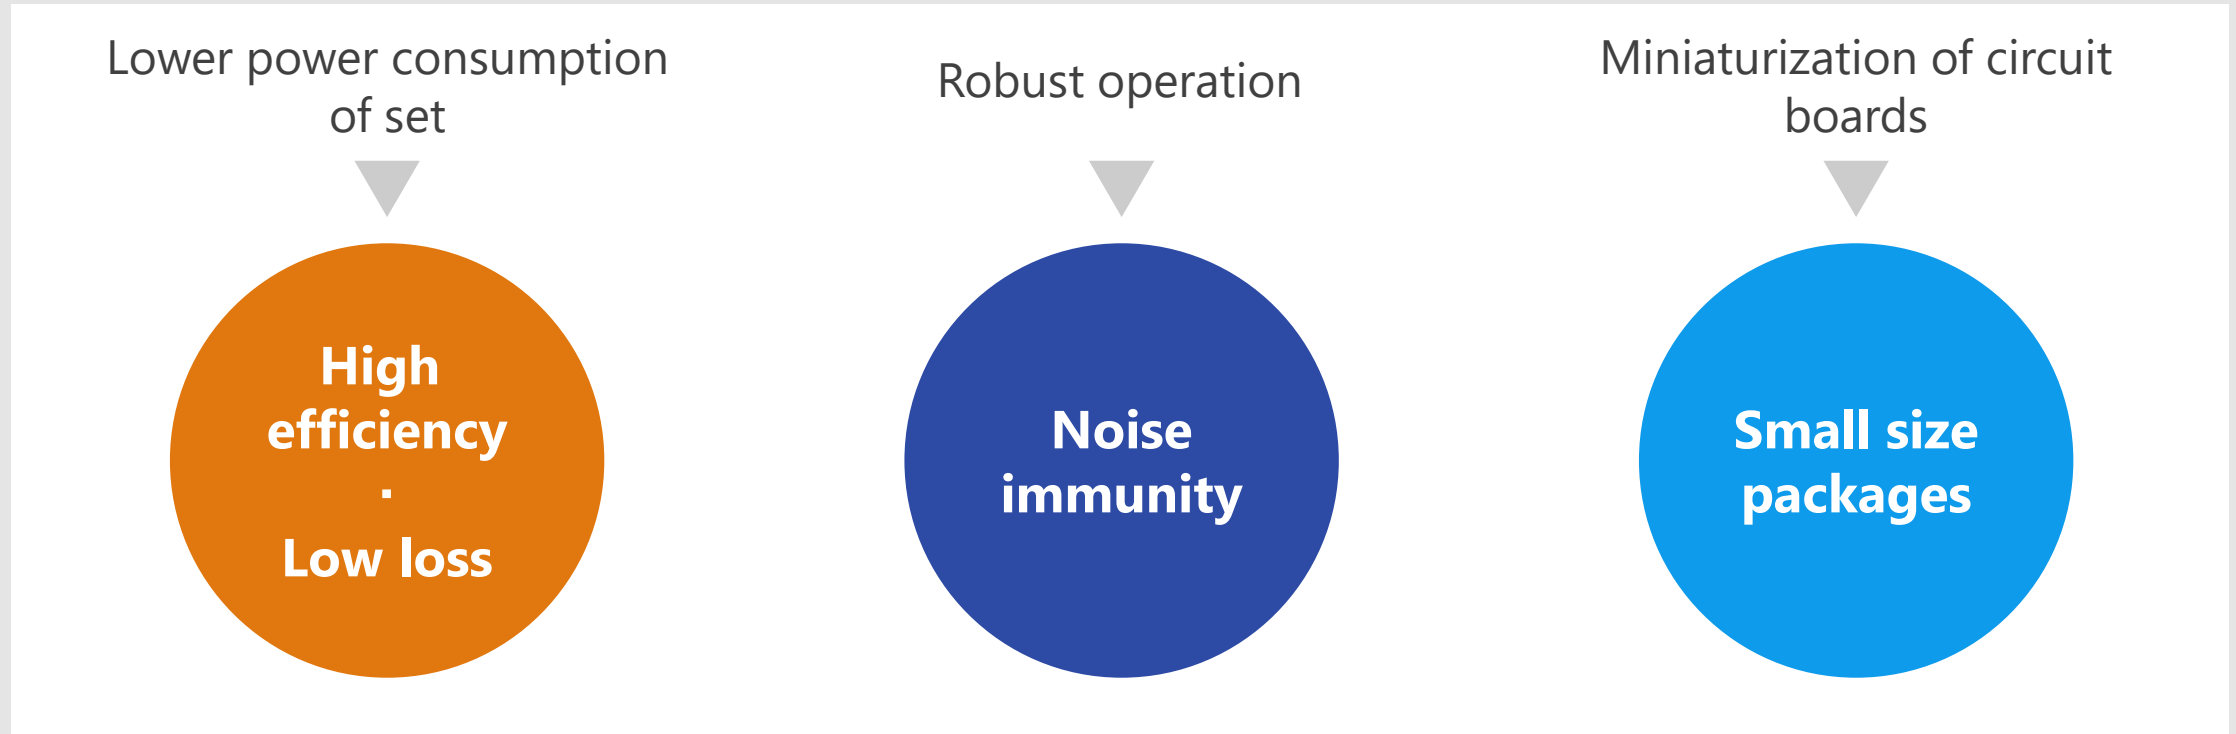 Lower power consumption
of set
High
efficiency
·
Low loss
Robust operation
Noise
immunity
Miniaturization of circuit
boards
Small size
packages